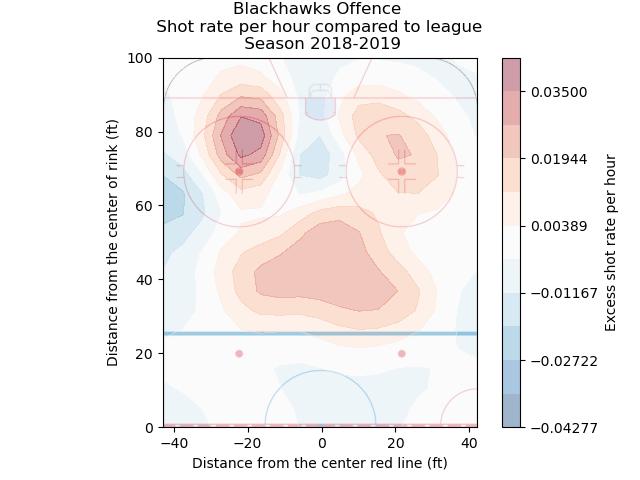 Blackhawks Offence
Shot rate per hour compared to league
Season 2018-2019
100
80
60
40
20
0
−40
−20
0
20
40
Distance from the center red line (ft)
Distance from the center of rink (ft)
0.03500
0.01944
0.00389
−0.01167
−0.02722
−0.04277
Excess shot rate per hour